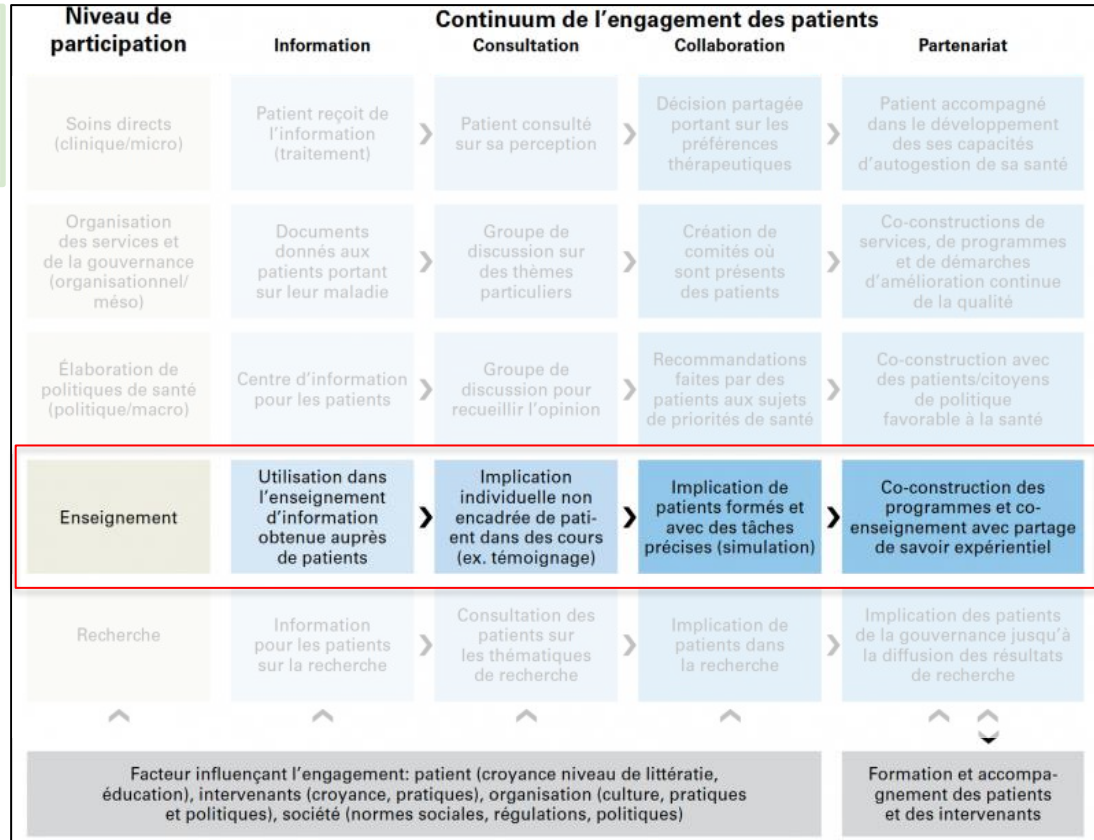 Niveau de
participation
Continuum de l’engagement des patients
Information
Consultation
Collaboration
Partenariat
Soins directs
(clinique/micro)
Patient reçoit de
l’information
(traitement)
Patient consulté
sur sa perception
Décision partagée
portant sur les
préférences
thérapeutiques
Patient accompagné
dans le développement
des ses capacités
d’autogestion de sa santé
Organisation
des services et
de la gouvernance
(organisationnel/
méso)
Documents
donnés aux
patients portant
sur leur maladie
Groupe de
discussion sur
des thèmes
particuliers
Création de
comités où
sont présents
des patients
Co-constructions de
services, de programmes
et de démarches
d’amélioration continue
de la qualité
Élaboration de
politiques de santé
(politique/macro)
Centre d’information
pour les patients
Groupe de
discussion pour
recueillir l’opinion
Recommandations
faites par des
patients aux sujets
de priorités de santé
Co-construction avec
des patients/citoyens
de politique
favorable à la santé
Enseignement
Utilisation dans
l’enseignement
d’information
obtenue auprès
de patients
Implication
individuelle non
encadrée de pati-
ent dans des cours
(ex. témoignage)
Implication de
patients formés et
avec des tâches
précises (simulation)
Co-construction des
programmes et co-
enseignement avec partage
de savoir expérientiel
Recherche
Information
pour les patients
sur la recherche
Consultation des
patients sur
les thématiques
de recherche
Implication de
patients dans
la recherche
Implication des patients
de la gouvernance jusqu’à
la diffusion des résultats
de recherche
Facteur influençant l’engagement: patient (croyance niveau de littératie,
éducation), intervenants (croyance, pratiques), organisation (culture, pratiques
et politiques), société (normes sociales, régulations, politiques)
Formation et accompa-
gnement des patients
et des intervenants